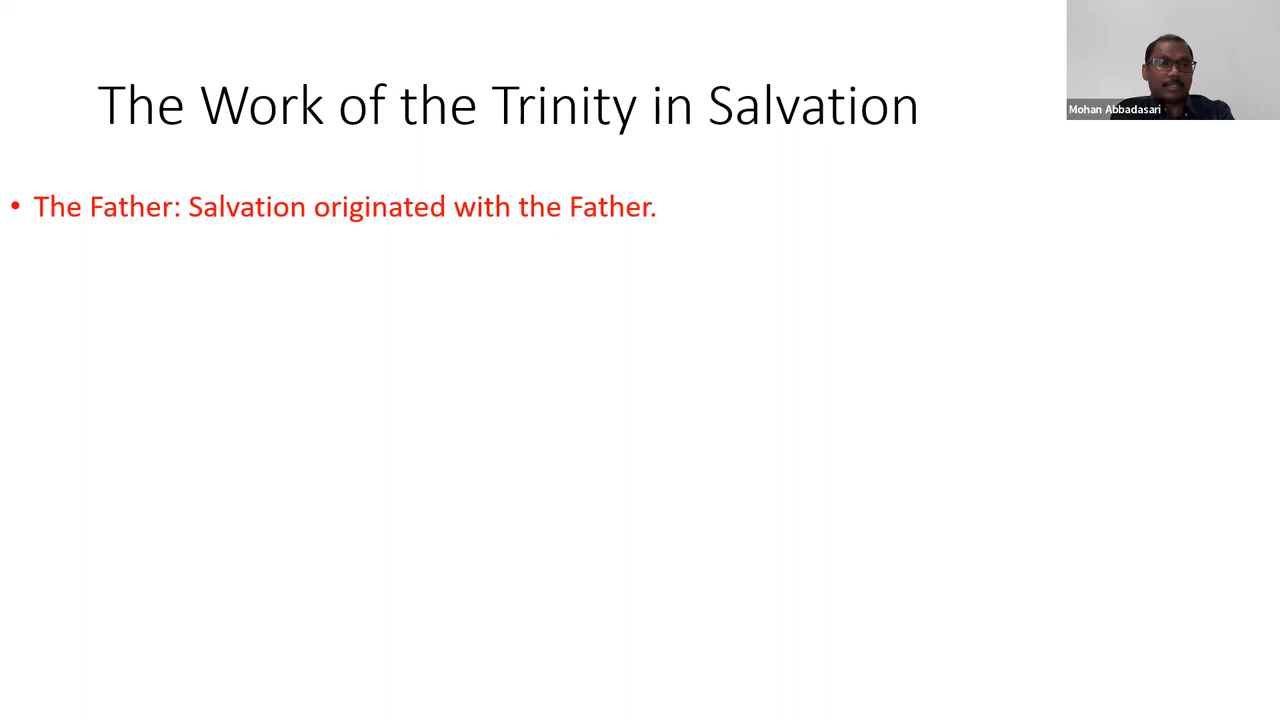 The Work of the Trinity in Salvation
Mohan Abbadasari
• The Father: Salvation originated with the Father.